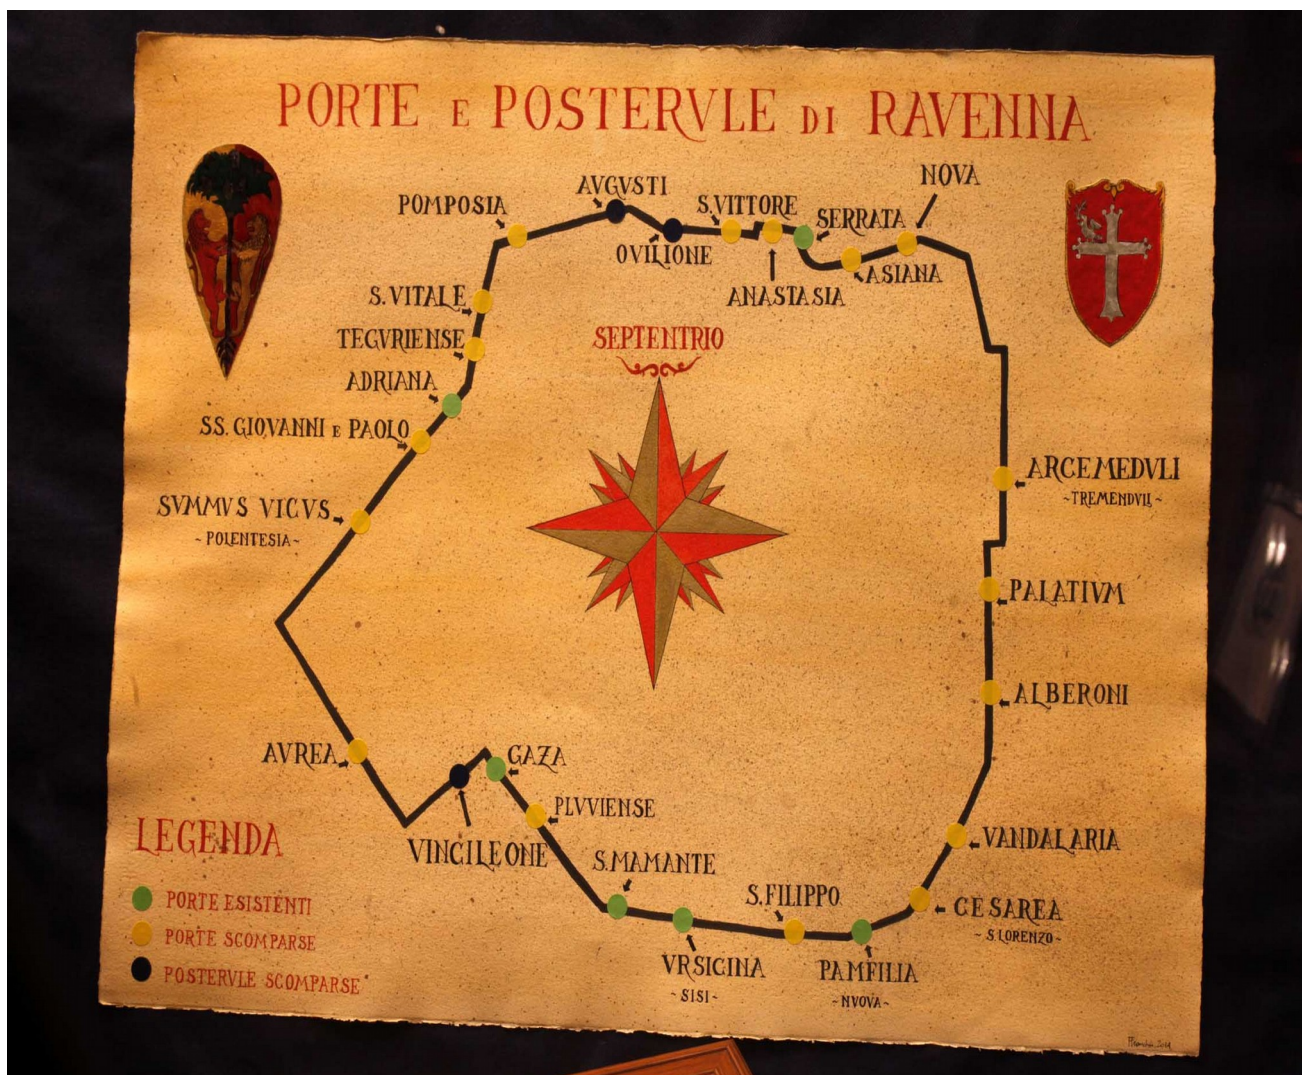 PORTE E POSTERVLE DI RAVENNA
NOVA
AVGVSTI
POMPOSIA
S.VITTORE
SERRATA
OVILIONE
ASIANA
ANASTASIA
S.VITALE
TEGVRIENSE
SEPTENTRIO
ADRIANA
SS. GIOVANNI E PAOLO
ARCEMEDVLI
~TREMENDVLI~
SVMMVS VICVS
~POLENTESIA~
PALATIVM
ALBERONI
AVREA
GAZA
PLVVIENSE
VANDALARIA
VINCILEONE
S.MAMANTE
S.FILIPPO
CESAREA
~S.LORENZO~
VRSICINA
~SISI~
PAMFILIA
~NVOVA~
LEGENDA
PORTE ESISTENTI
PORTE SCOMPARSE
POSTERVLE SCOMPARSE